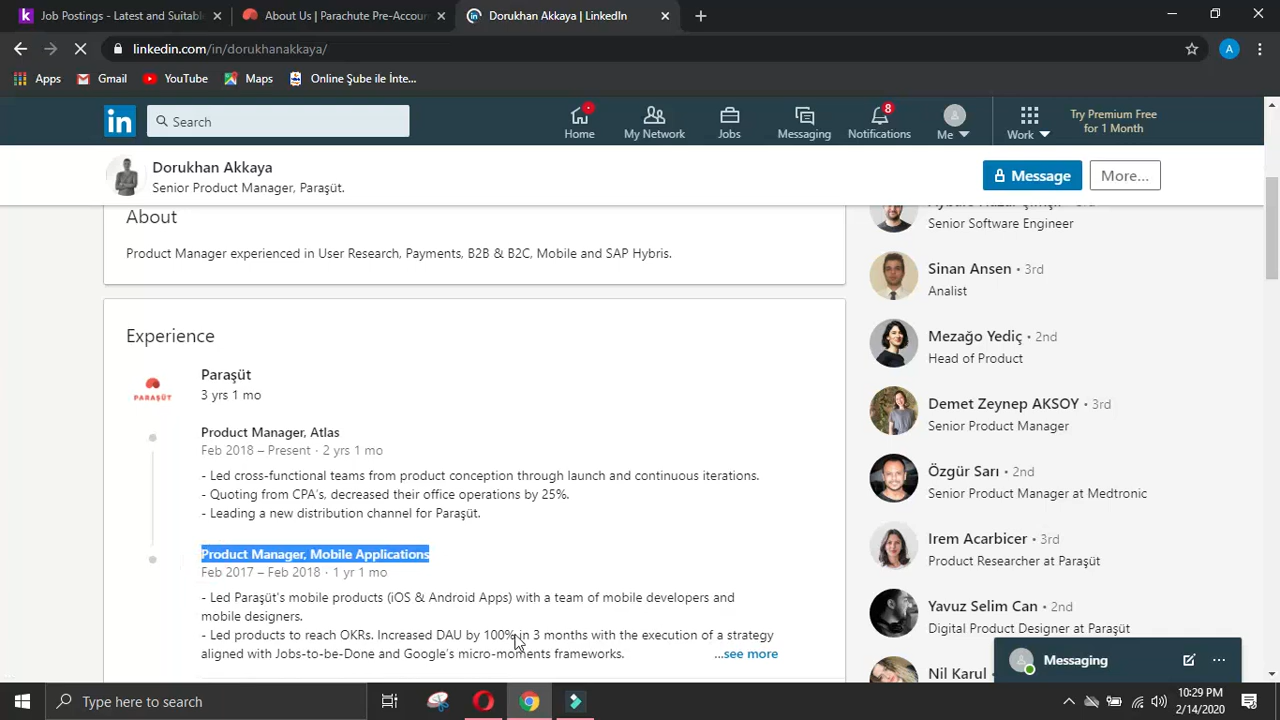 Job Postings - Latest and Suitabl
About Us | Parachute Pre-Accour
Dorukhan Akkaya | LinkedIn
linkedin.com/in/dorukhanakkaya/
A
Apps
Gmail
YouTube
Maps
Online Şube ile İnte...
in
Search
Home
My Network
Jobs
Messaging
8
Notifications
Me
Work
Try Premium Free
for 1 Month
Dorukhan Akkaya
Senior Product Manager, Paraşüt.
Message
More...
About
Product Manager experienced in User Research, Payments, B2B & B2C, Mobile and SAP Hybris.
Experience
PARAŞÜT
Paraşüt
3 yrs 1 mo
Product Manager, Atlas
Feb 2018 – Present · 2 yrs 1 mo
- Led cross-functional teams from product conception through launch and continuous iterations.
- Quoting from CPA's, decreased their office operations by 25%.
- Leading a new distribution channel for Paraşüt.
Product Manager, Mobile Applications
Feb 2017 – Feb 2018 · 1 yr 1 mo
- Led Paraşüt's mobile products (iOS & Android Apps) with a team of mobile developers and
mobile designers.
- Led products to reach OKRs. Increased DAU by 100% in 3 months with the execution of a strategy
aligned with Jobs-to-be-Done and Google's micro-moments frameworks.
...see more
Senior Software Engineer
Sinan Ansen • 3rd
Analist
Mezağo Yediç • 2nd
Head of Product
Demet Zeynep AKSOY • 3rd
Senior Product Manager
Özgür Sarı • 2nd
Senior Product Manager at Medtronic
Irem Acarbicer • 3rd
Product Researcher at Paraşüt
Yavuz Selim Can • 2nd
Digital Product Designer at Paraşüt
Nil Karul
Messaging
Type here to search
10:29 PM
2/14/2020